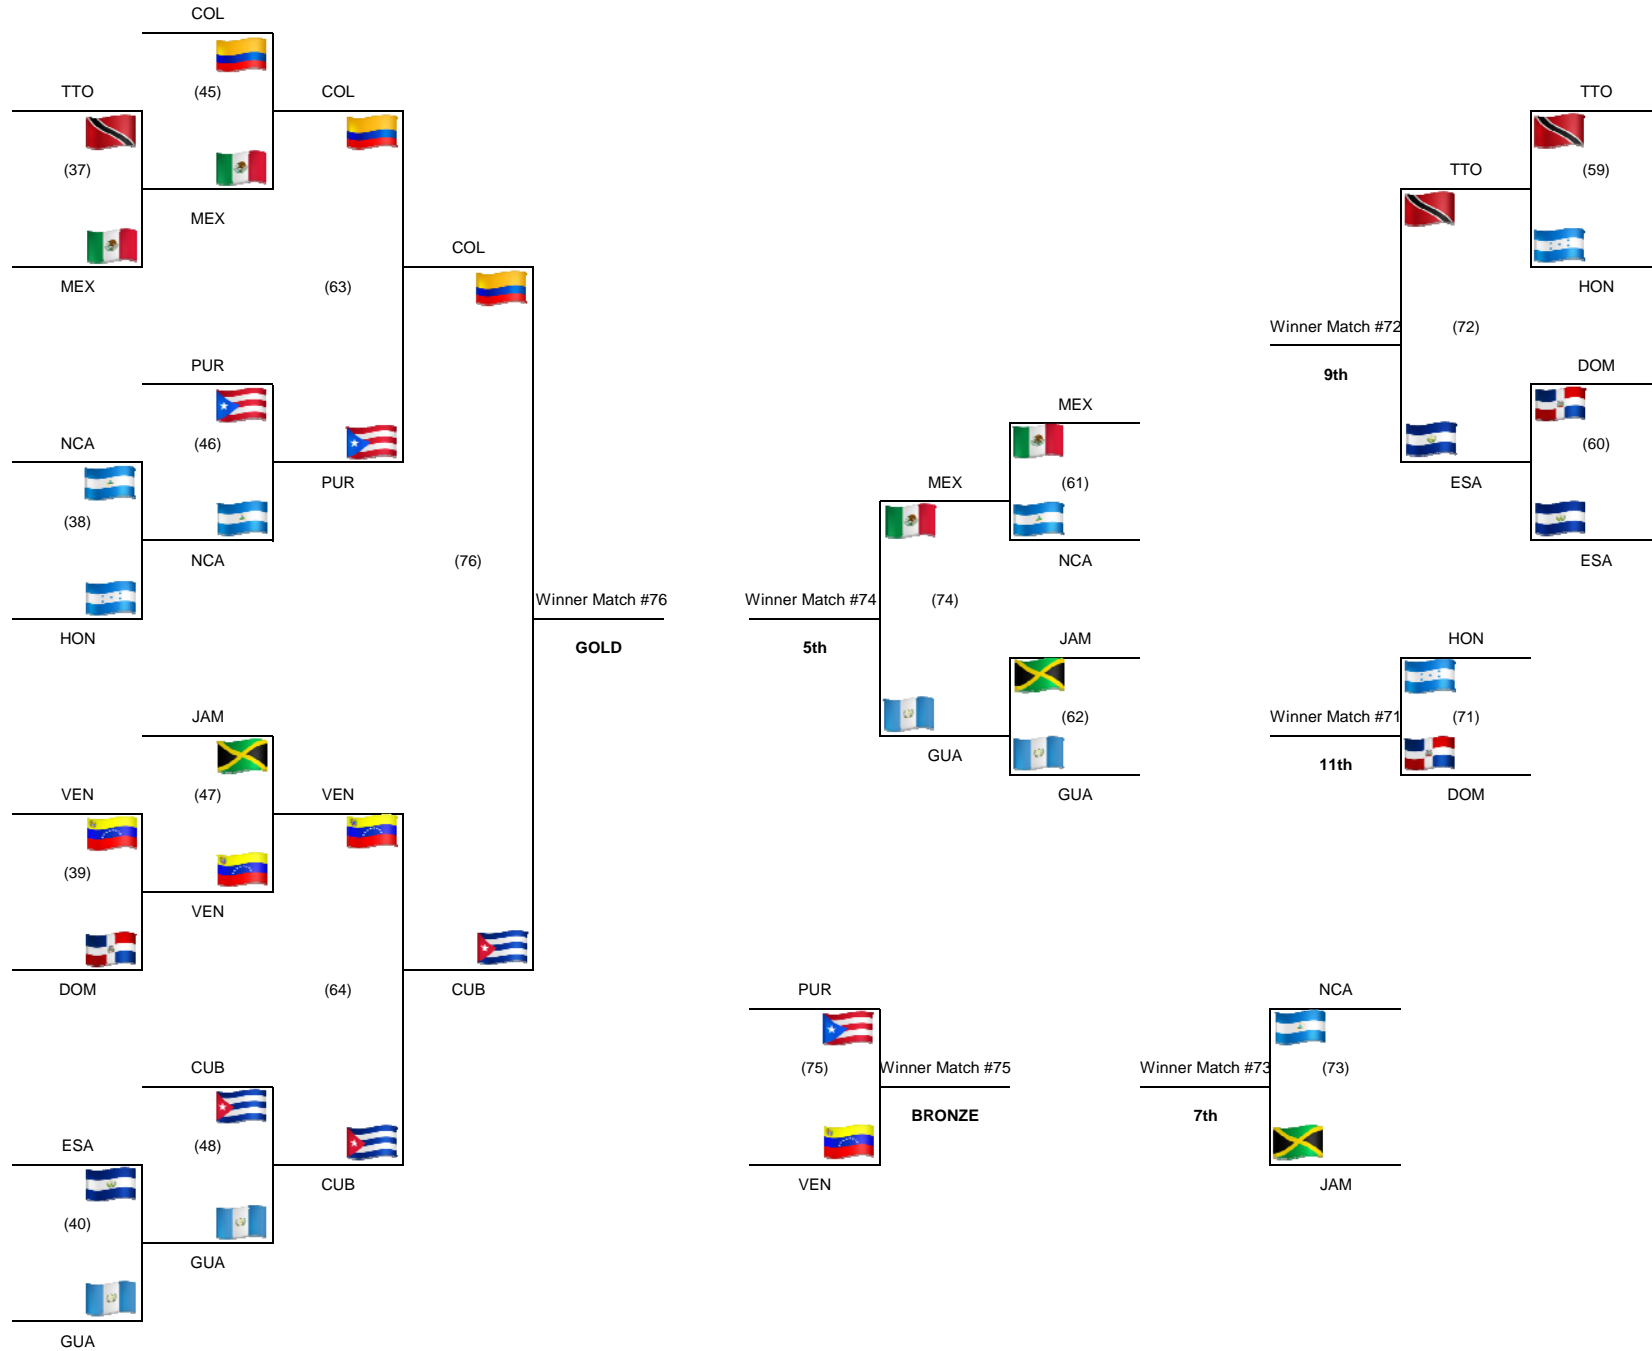 COL
(45)
TTO
COL
(37)
MEX
MEX
(63)
COL
PUR
(46)
NCA
PUR
(38)
NCA
HON
(76)
Winner Match #76
GOLD
JAM
(47)
VEN
VEN
(39)
VEN
DOM
(64)
CUB
CUB
(48)
ESA
CUB
(40)
GUA
GUA
MEX
(61)
MEX
NCA
Winner Match #74
(74)
5th
JAM
(62)
GUA
GUA
PUR
(75)
Winner Match #75
BRONZE
VEN
TTO
(59)
TTO
HON
Winner Match #72
(72)
9th
DOM
(60)
ESA
ESA
HON
Winner Match #71
(71)
11th
DOM
NCA
Winner Match #73
(73)
7th
JAM